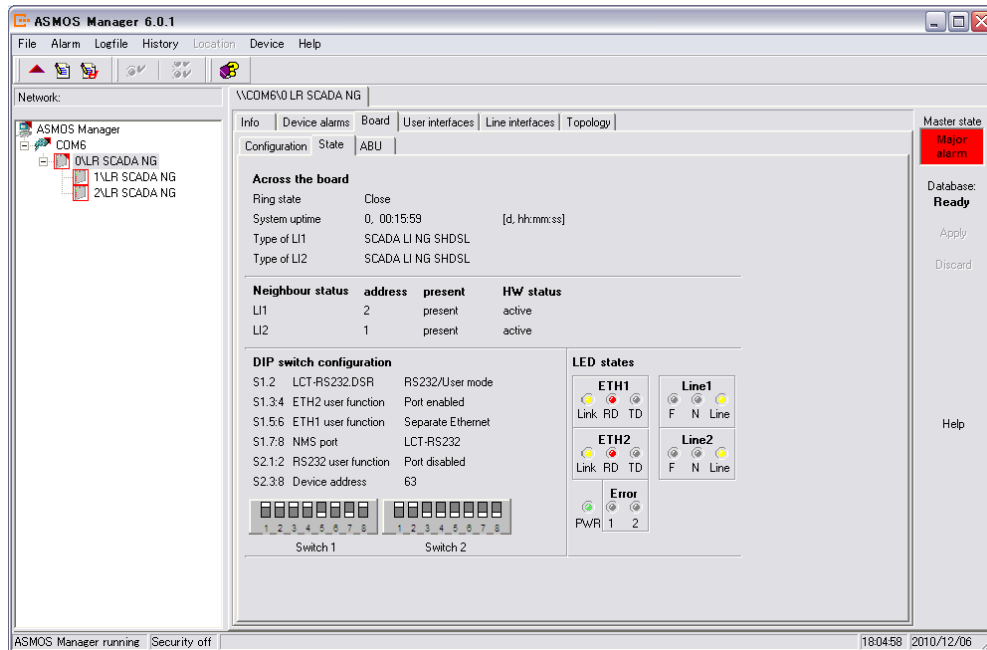 ASMOS Manager 6.0.1
File Alarm Logfile History Location Device Help
Network:
ASMOS Manager
COM6
0\LR SCADA NG
1\LR SCADA NG
2\LR SCADA NG
\\COM6\0 LR SCADA NG
Info Device alarms Board User interfaces Line interfaces Topology
Configuration State ABU
Across the board
Ring state Close
System uptime 0, 00:15:59 [d, hh:mm:ss]
Type of LI1 SCADA LI NG SHDSL
Type of LI2 SCADA LI NG SHDSL
Neighbour status address present HW status
LI1 2 present active
LI2 1 present active
DIP switch configuration
S1.2 LCT-RS232.DSR RS232/User mode
S1.3:4 ETH2 user function Port enabled
S1.5:6 ETH1 user function Separate Ethernet
S1.7:8 NMS port LCT-RS232
S2.1:2 RS232 user function Port disabled
S2.3:8 Device address 63
1 2 3 4 5 6 7 8
Switch 1
1 2 3 4 5 6 7 8
Switch 2
LED states
ETH1
Link RD TD
Line1
F N Line
ETH2
Link RD TD
Line2
F N Line
Error
PWR 1 2
Master state
Major alarm
Database:
Ready
Apply
Discard
Help
ASMOS Manager running Security off 18:04:58 2010/12/06